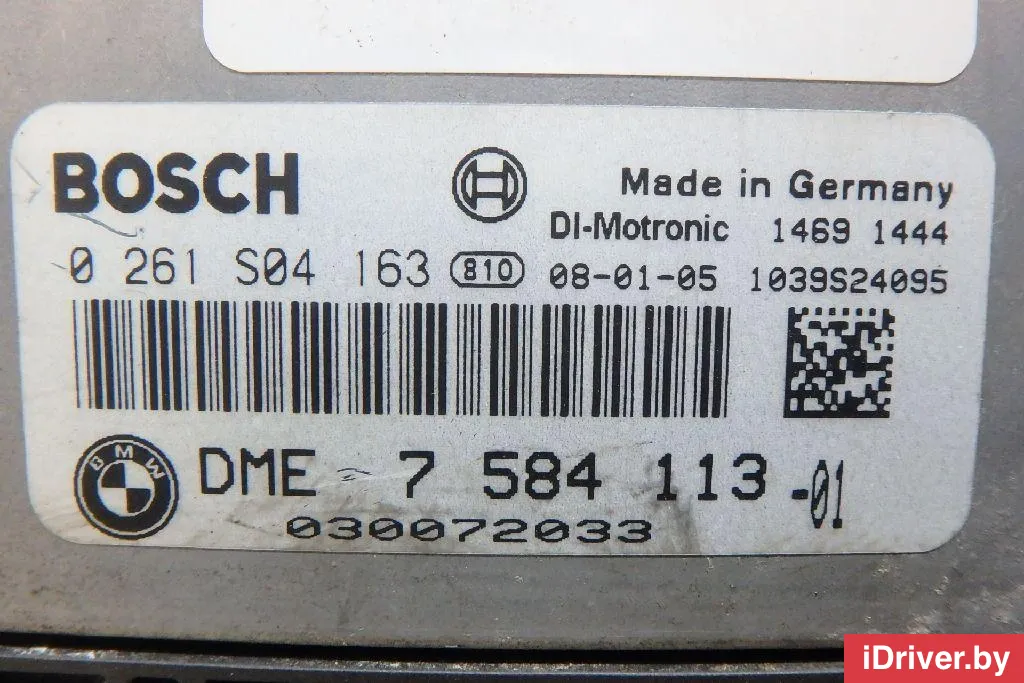 BOSCH
Made in Germany
DI-Motronic 1469 1444
0 261 S04 163 810 08-01-05 1039S24095
BMW
DME - 7 584 113 -01
030072033
iDriver.by